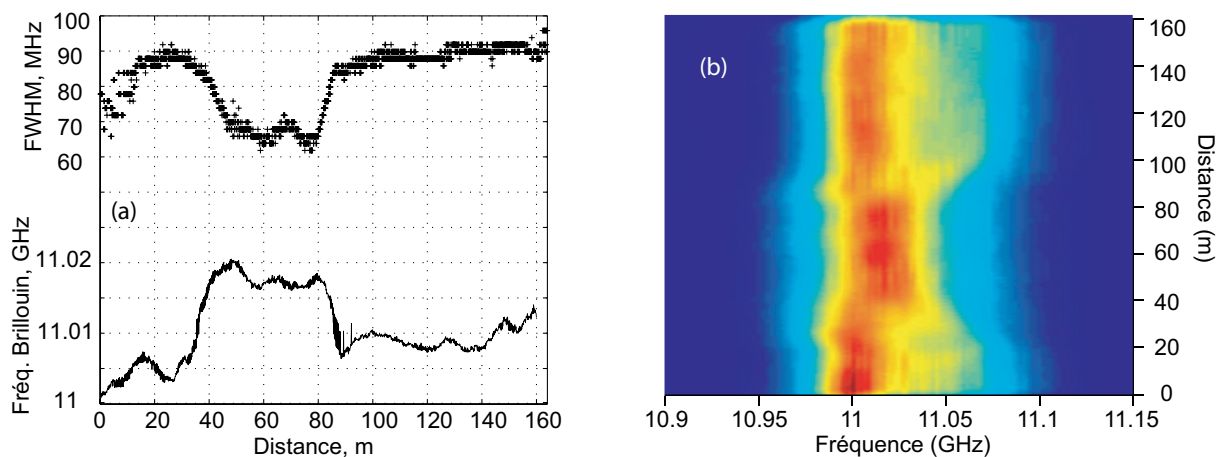 100
90
80
70
60
FWHM, MHz
(a)
11.02
11.01
11
Fréq. Brillouin, GHz
0 20 40 60 80 100 120 140 160
Distance, m
(b)
160
140
120
100
80
60
40
20
0
Distance (m)
10.9 10.95 11 11.05 11.1 11.15
Fréquence (GHz)